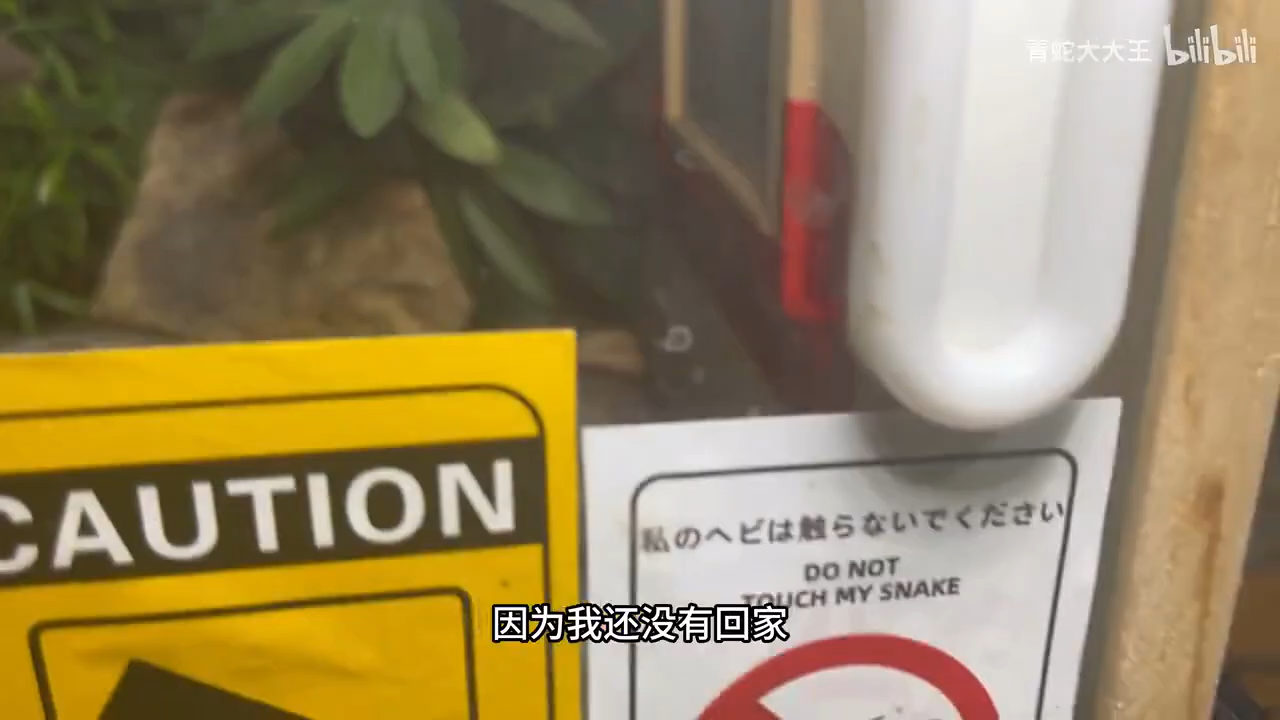 青蛇大大王 bilibili
CAUTION
私のヘビは触らないでください
DO NOT
TOUCH MY SNAKE
因为我还没有回家